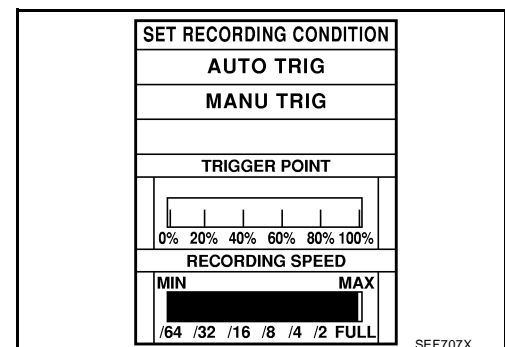 SET RECORDING CONDITION
AUTO TRIG
MANU TRIG
TRIGGER POINT
0% 20% 40% 60% 80% 100%
RECORDING SPEED
MIN MAX
/64 /32 /16 /8 /4 /2 FULL
SEF707X